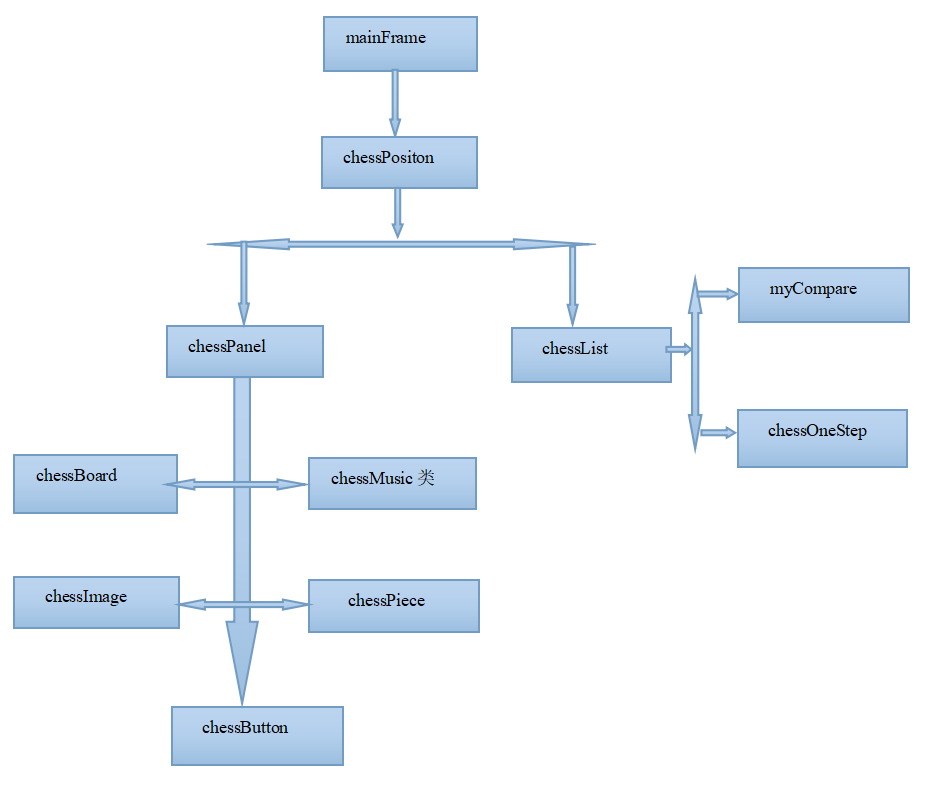 mainFrame
chessPositon
chessPanel
chessList
myCompare
chessOneStep
chessBoard
chessMusic 类
chessImage
chessPiece
chessButton